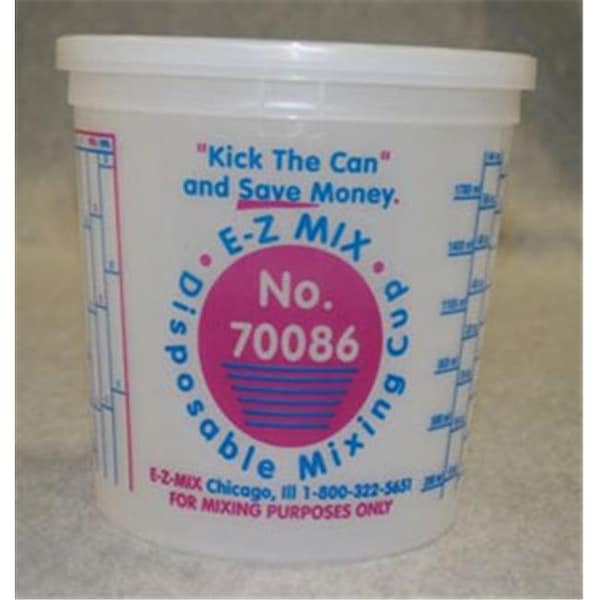 "Kick The Can"
and Save Money.
• E-Z MIX •
No.
70086
Disposable Mixing Cup
E-Z-MIX Chicago, Ill 1-800-322-5651
FOR MIXING PURPOSES ONLY